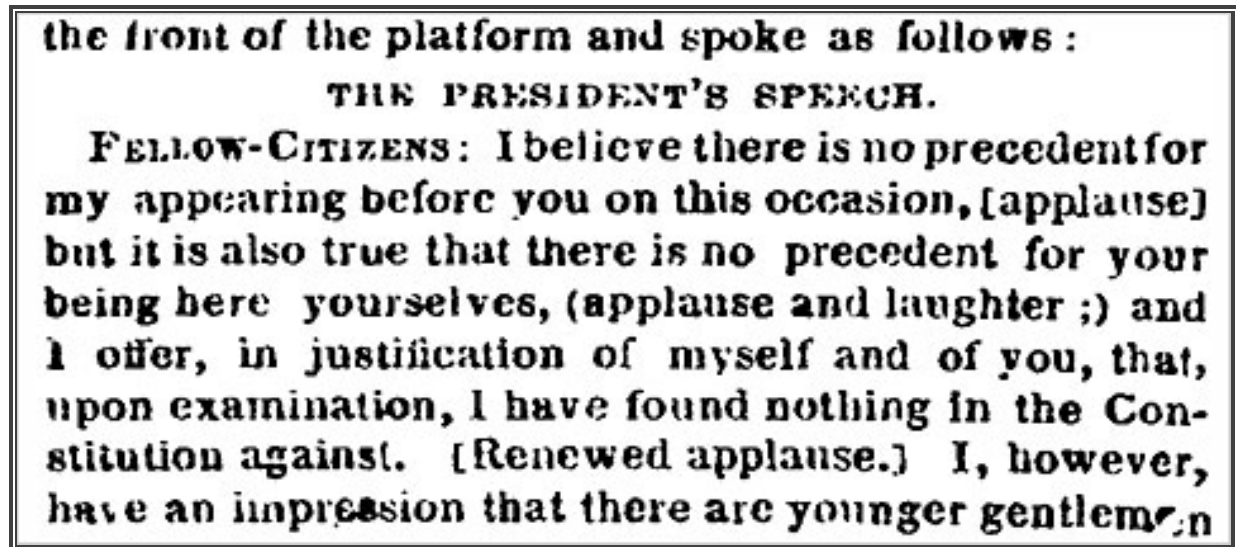 the front of the platform and spoke as follows :
THE PRESIDENT'S SPEECH.
FELLOW-CITIZENS: I believe there is no precedent for
my appearing before you on this occasion, [applause]
but it is also true that there is no precedent for your
being here yourselves, (applause and laughter ;) and
I offer, in justification of myself and of you, that,
upon examination, I have found nothing in the Con-
stitution against. [Renewed applause.] I, however,
have an impression that there are younger gentlemen